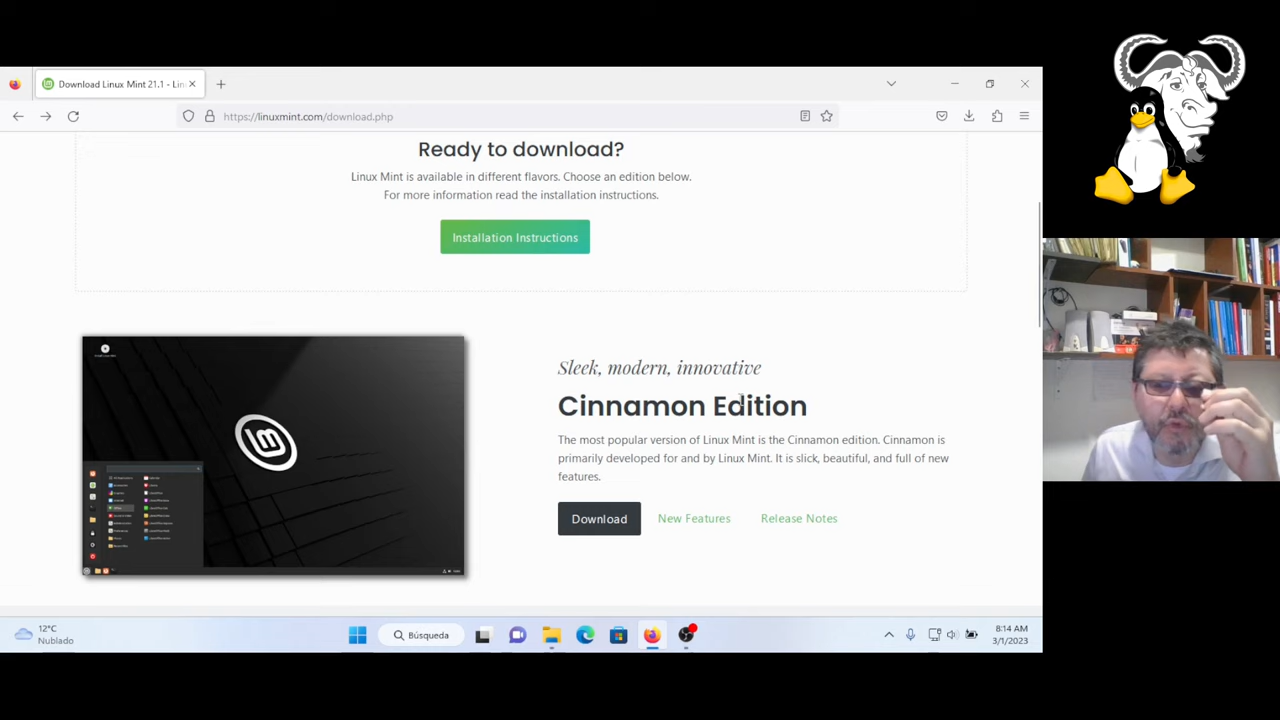 Download Linux Mint 21.1 - Lin
https://linuxmint.com/download.php
Ready to download?
Linux Mint is available in different flavors. Choose an edition below.
For more information read the installation instructions.
Installation Instructions
Sleek, modern, innovative
Cinnamon Edition
The most popular version of Linux Mint is the Cinnamon edition. Cinnamon is
primarily developed for and by Linux Mint. It is slick, beautiful, and full of new
features.
Download New Features Release Notes
12°C
Nublado
Búsqueda
8:14 AM
3/1/2023